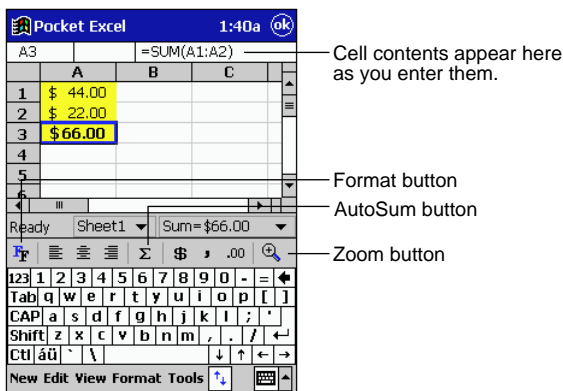 Pocket Excel 1:40a ok
A3 =SUM(A1:A2)
Cell contents appear here
as you enter them.
A B C
1 $ 44.00
2 $ 22.00
3 $66.00
4
5
6
Format button
AutoSum button
Ready Sheet1 Sum=$66.00
FF Σ $ , .00
Zoom button
123 1 2 3 4 5 6 7 8 9 0 - =
Tab q w e r t y u i o p [ ]
CAP a s d f g h j k l ; '
Shift z x c v b n m , . /
Ctl áü ` \ ↓ ↑ ← →
New Edit View Format Tools